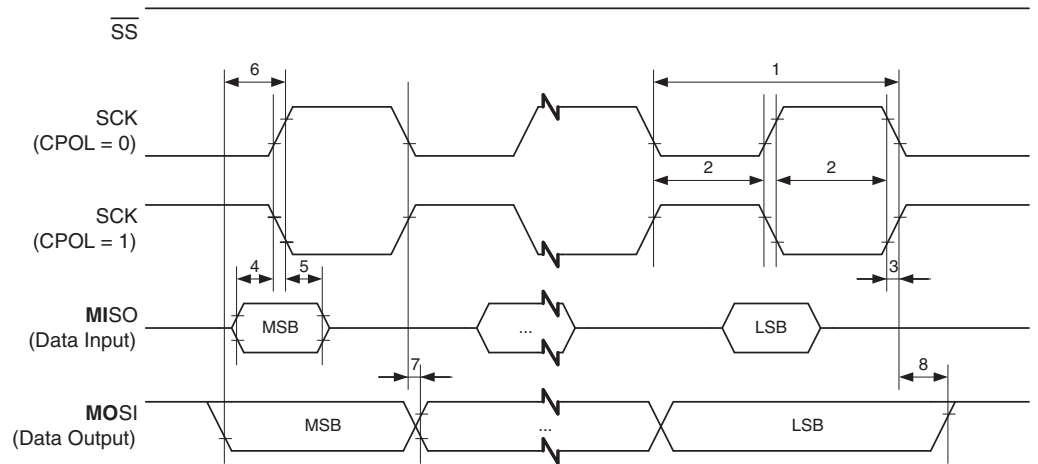 SS
6
1
SCK
(CPOL = 0)
2
2
SCK
(CPOL = 1)
4
5
3
MISO
(Data Input)
MSB
...
LSB
7
8
MOSI
(Data Output)
MSB
...
LSB